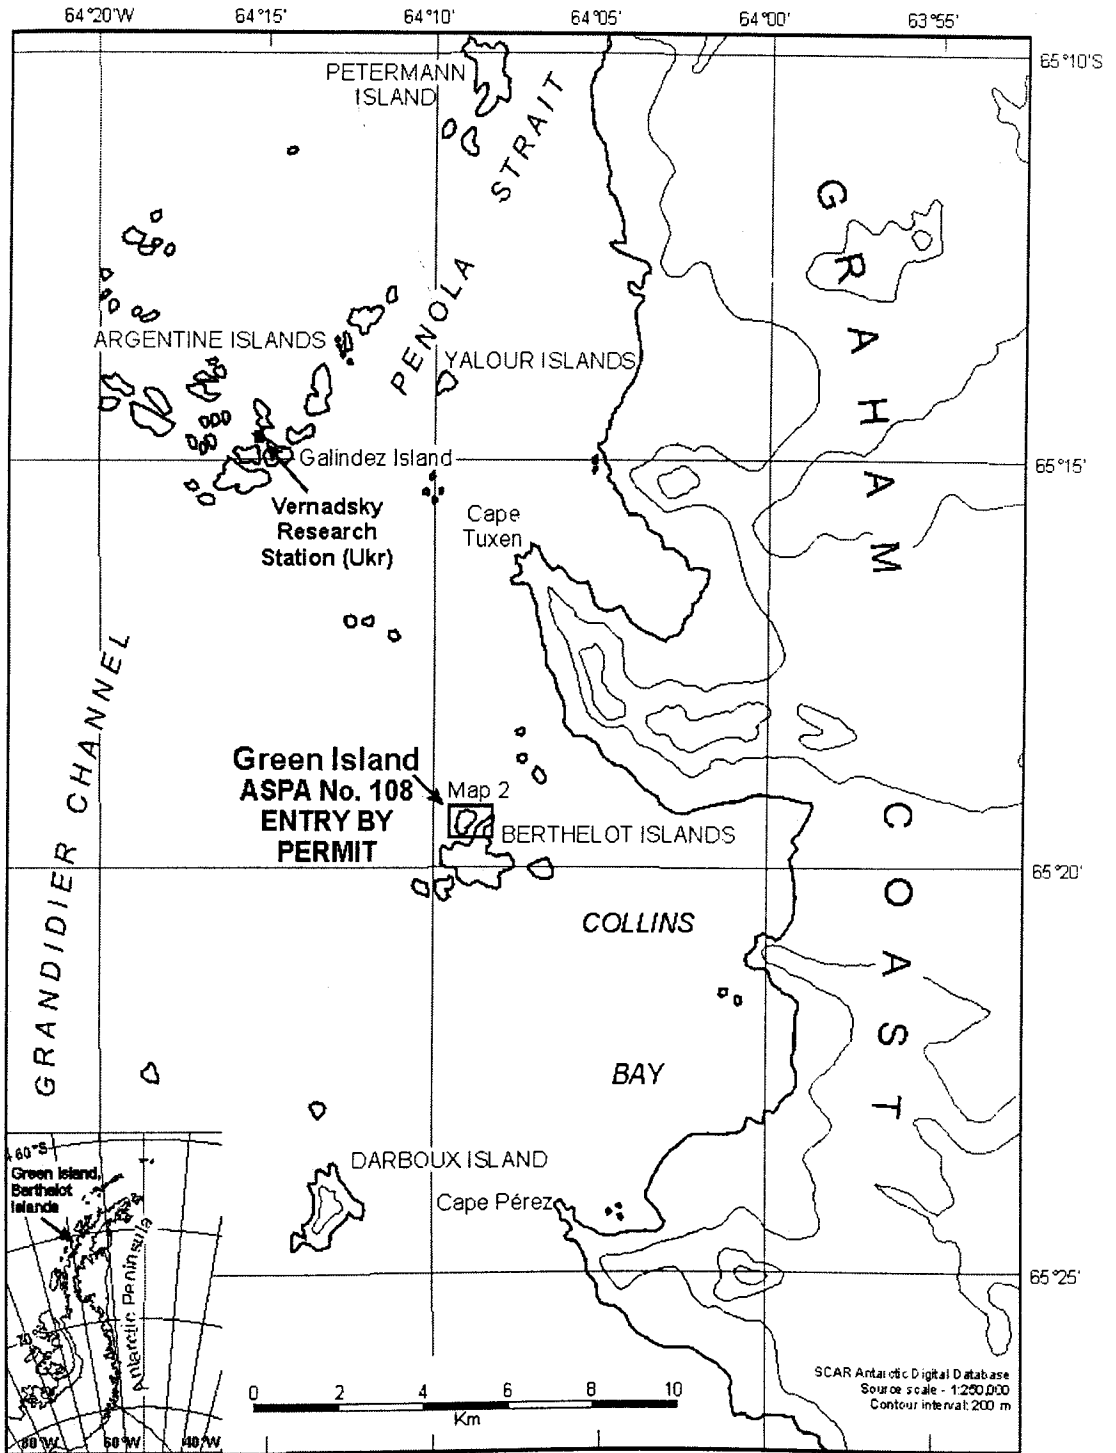 64°20'W 64°15' 64°10' 64°05' 64°00' 63°55'
65°10'S
PETERMANN
ISLAND
PENOLA STRAIT
GRAHAM COAST
ARGENTINE ISLANDS
YALOUR ISLANDS
Galindez Island
65°15'
Vernadsky
Research
Station (Ukr)
Cape
Tuxen
GRANDIDIER CHANNEL
Green Island
ASPA No. 108
ENTRY BY
PERMIT
Map 2
BERTHELOT ISLANDS
65°20'
COLLINS
BAY
DARBOUX ISLAND
Cape Pérez
65°25'
60°S
Green Island,
Berthelot
Islands
Antarctic Peninsula
70°S
80°W 60°W 40°W
0 2 4 6 8 10
Km
SCAR Antarctic Digital Database
Source scale - 1:250,000
Contour interval: 200 m